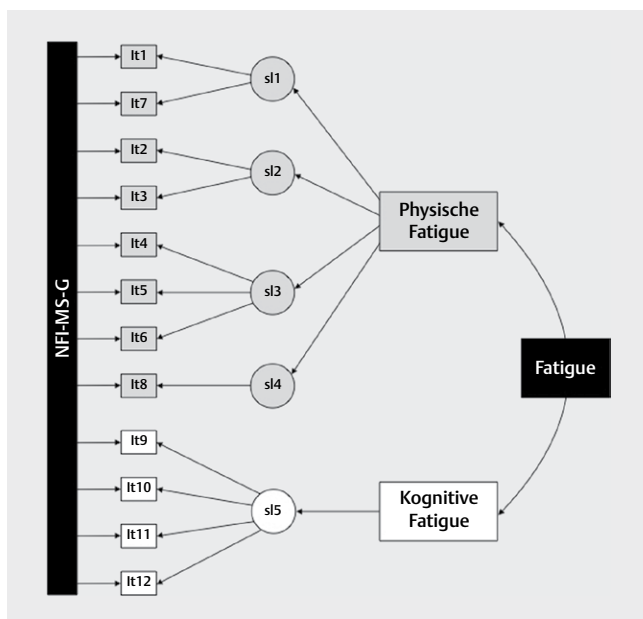 NFI-MS-G
It1
It7
It2
It3
It4
It5
It6
It8
It9
It10
It11
It12
sl1
sl2
sl3
sl4
sl5
Physische
Fatigue
Kognitive
Fatigue
Fatigue